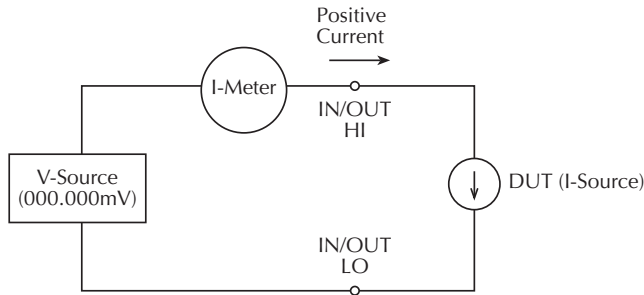 Positive
Current
I-Meter
IN/OUT
HI
V-Source
(000.000mV)
DUT (I-Source)
IN/OUT
LO